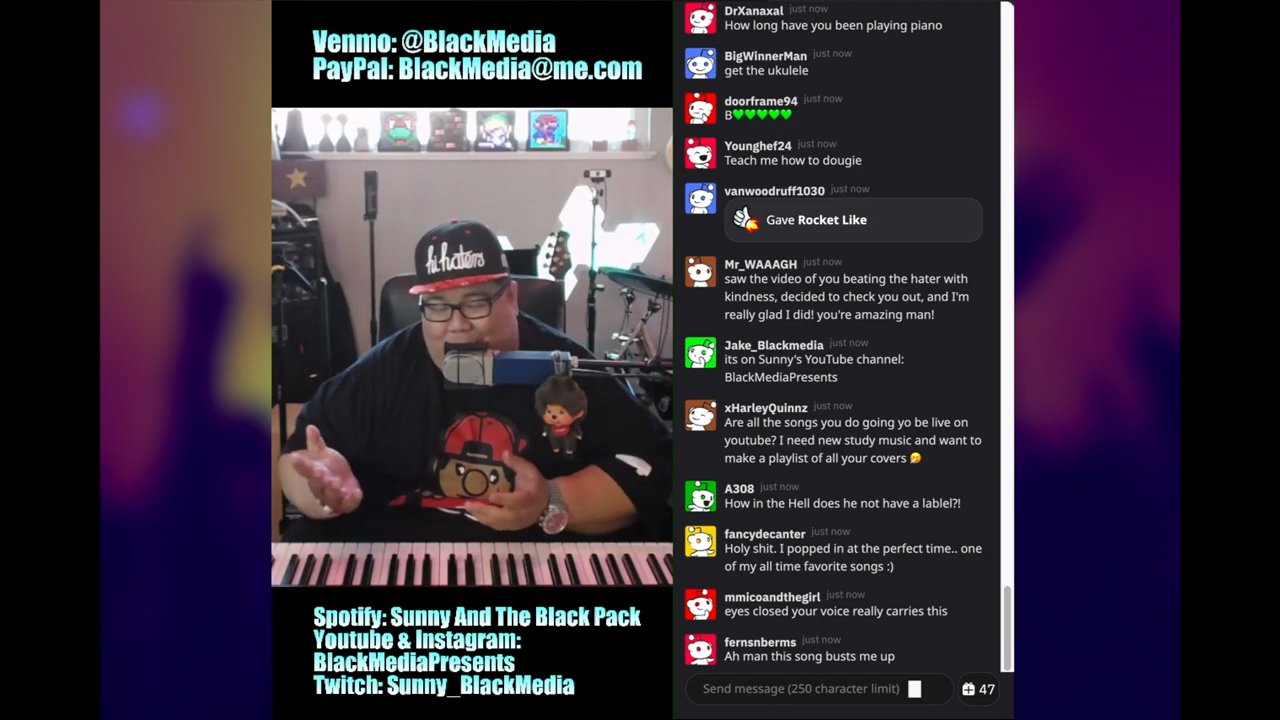 Venmo: @BlackMedia
PayPal: BlackMedia@me.com
hi haters
Spotify: Sunny And The Black Pack
Youtube & Instagram:
BlackMediaPresents
Twitch: Sunny_BlackMedia
DrXanaxal just now
How long have you been playing piano
BigWinnerMan just now
get the ukulele
doorframe94 just now
B💚💚💚💚💚
Younghef24 just now
Teach me how to dougie
vanwoodruff1030 just now
Gave Rocket Like
Mr_WAAAGH just now
saw the video of you beating the hater with
kindness, decided to check you out, and I'm
really glad I did! you're amazing man!
Jake_Blackmedia just now
its on Sunny's YouTube channel:
BlackMediaPresents
xHarleyQuinnz just now
Are all the songs you do going yo be live on
youtube? I need new study music and want to
make a playlist of all your covers 🤗
A308 just now
How in the Hell does he not have a lablel?!
fancydecanter just now
Holy shit. I popped in at the perfect time.. one
of my all time favorite songs :)
mmicoandthegirl just now
eyes closed your voice really carries this
fernsnberms just now
Ah man this song busts me up
Send message (250 character limit)
47